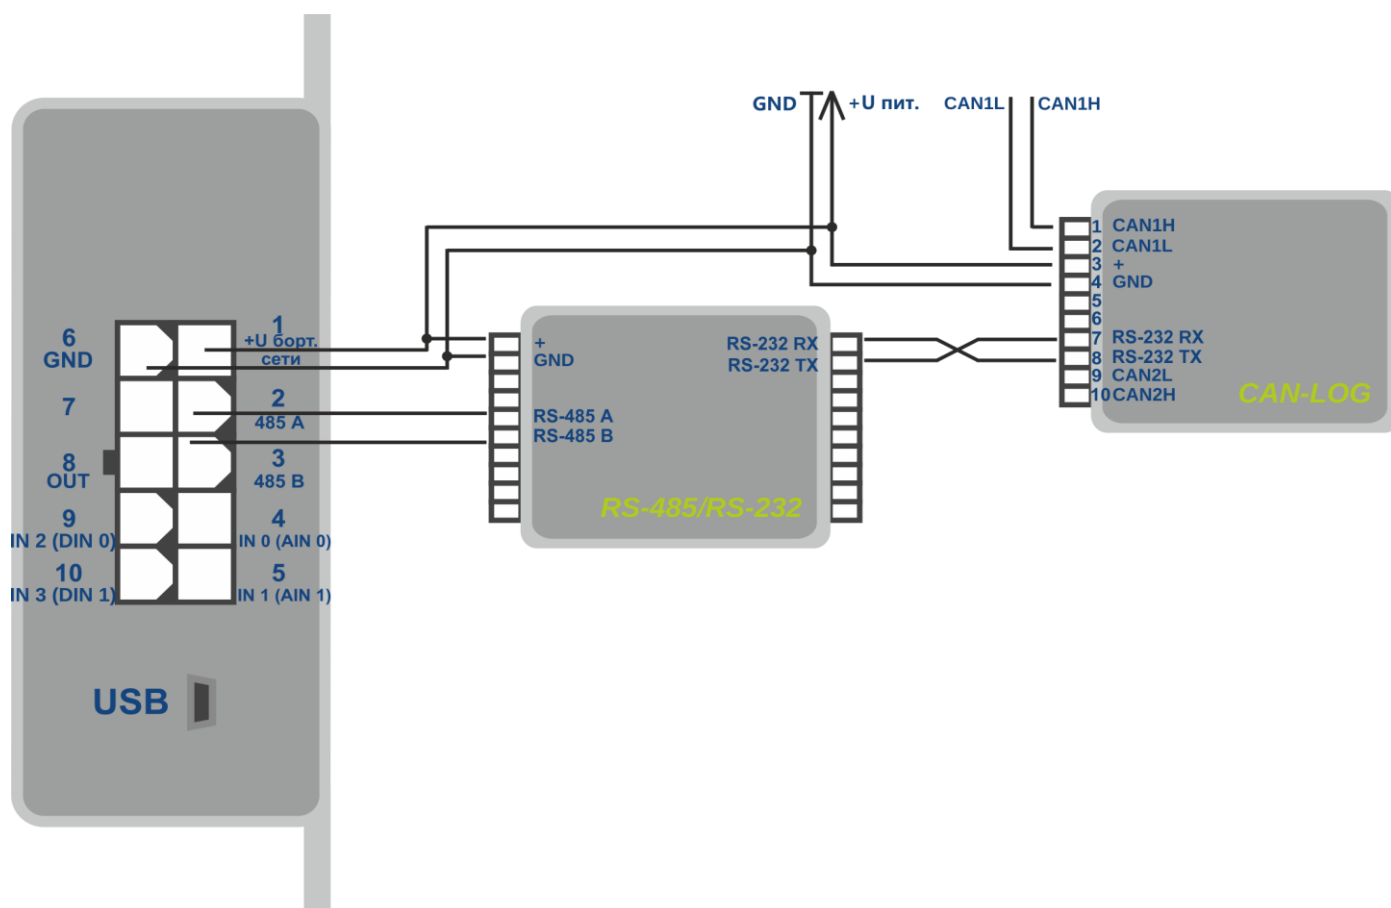 GND
+U пит.
CAN1L
CAN1H
1 CAN1H
2 CAN1L
3 +
4 GND
5
6
7 RS-232 RX
8 RS-232 TX
9 CAN2L
10 CAN2H
CAN-LOG
+
GND
RS-485 A
RS-485 B
RS-232 RX
RS-232 TX
RS-485/RS-232
6
GND
7
8
OUT
9
IN 2 (DIN 0)
10
IN 3 (DIN 1)
1
+U борт.
сети
2
485 A
3
485 B
4
IN 0 (AIN 0)
5
IN 1 (AIN 1)
USB